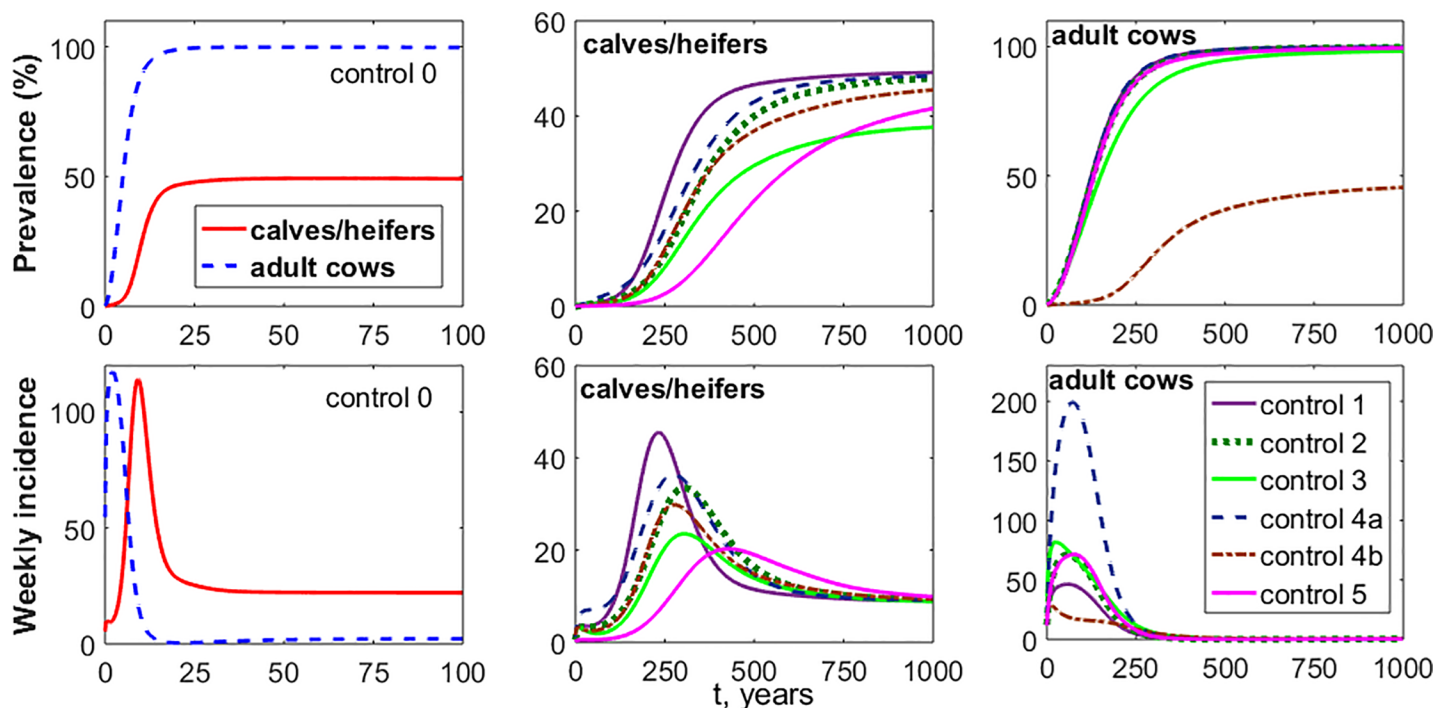 Prevalence (%)
100
50
0
control 0
calves/heifers
adult cows
0 25 50 75 100
60
40
20
0
calves/heifers
0 250 500 750 1000
100
50
0
adult cows
0 250 500 750 1000
Weekly incidence
100
50
0
control 0
0 25 50 75 100
60
40
20
0
calves/heifers
0 250 500 750 1000
t, years
200
150
100
50
0
adult cows
control 1
control 2
control 3
control 4a
control 4b
control 5
0 250 500 750 1000